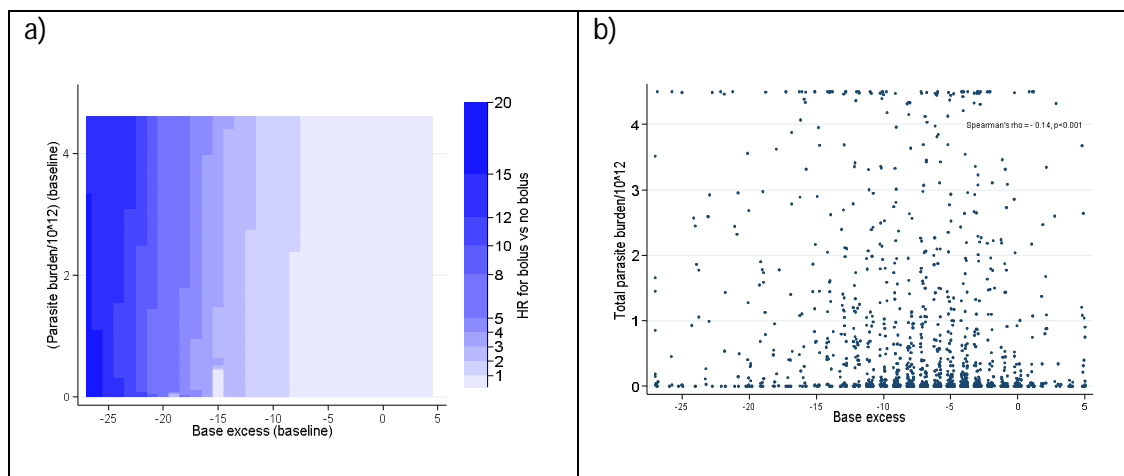 a)
(Parasite burden/10^12) (baseline)
4
2
0
-25 -20 -15 -10 -5 0 5
Base excess (baseline)
20
15
12
10
8
5
4
3
2
1
HR for bolus vs no bolus
b)
Total parasite burden/10^12
4
3
2
1
0
Spearman's rho = - 0.14, p<0.001
-25 -20 -15 -10 -5 0 5
Base excess